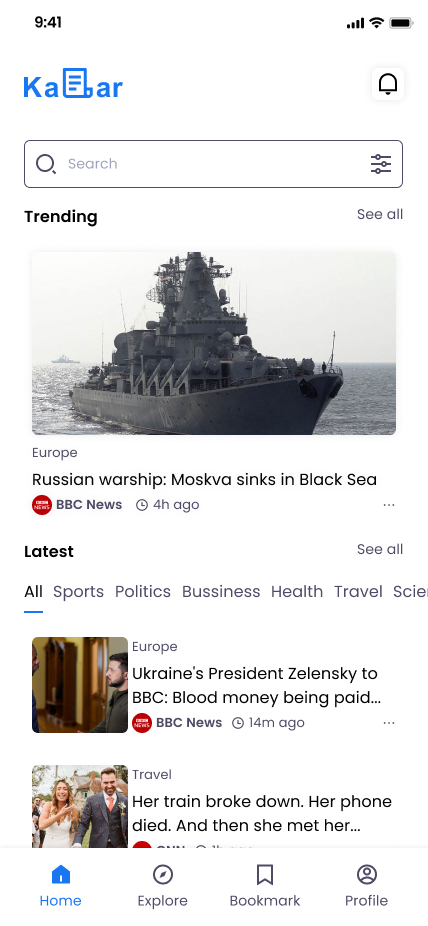 9:41
Kabar
Search
Trending
See all
Europe
Russian warship: Moskva sinks in Black Sea
BBC NEWS
BBC News
4h ago
Latest
See all
All Sports Politics Bussiness Health Travel Scie
Europe
Ukraine's President Zelensky to
BBC: Blood money being paid...
BBC NEWS
BBC News
14m ago
Travel
Her train broke down. Her phone
died. And then she met her...
CNN 1h ago
Home Explore Bookmark Profile